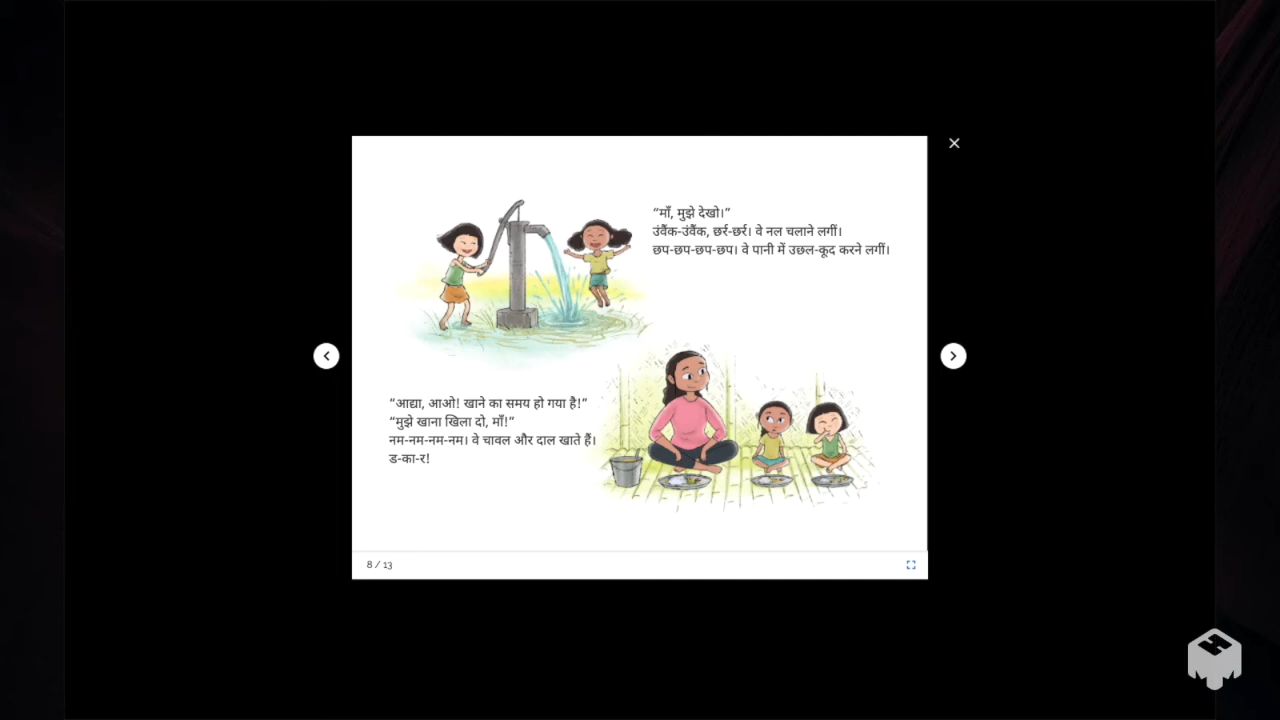 “माँ, मुझे देखो।”
उंवैंक-उंवैंक, छर्र-छर्र। वे नल चलाने लगीं।
छप-छप-छप-छप। वे पानी में उछल-कूद करने लगीं।
“आद्या, आओ! खाने का समय हो गया है!”
“मुझे खाना खिला दो, माँ!”
नम-नम-नम-नम। वे चावल और दाल खाते हैं।
ड-का-र!
8 / 13